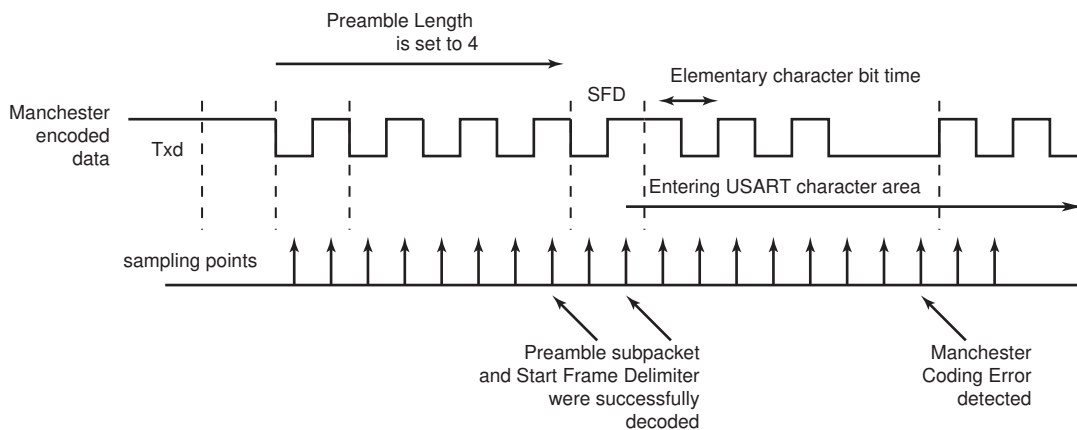 Preamble Length
is set to 4
Elementary character bit time
SFD
Manchester
encoded
data
Txd
Entering USART character area
sampling points
Preamble subpacket
and Start Frame Delimiter
were successfully
decoded
Manchester
Coding Error
detected